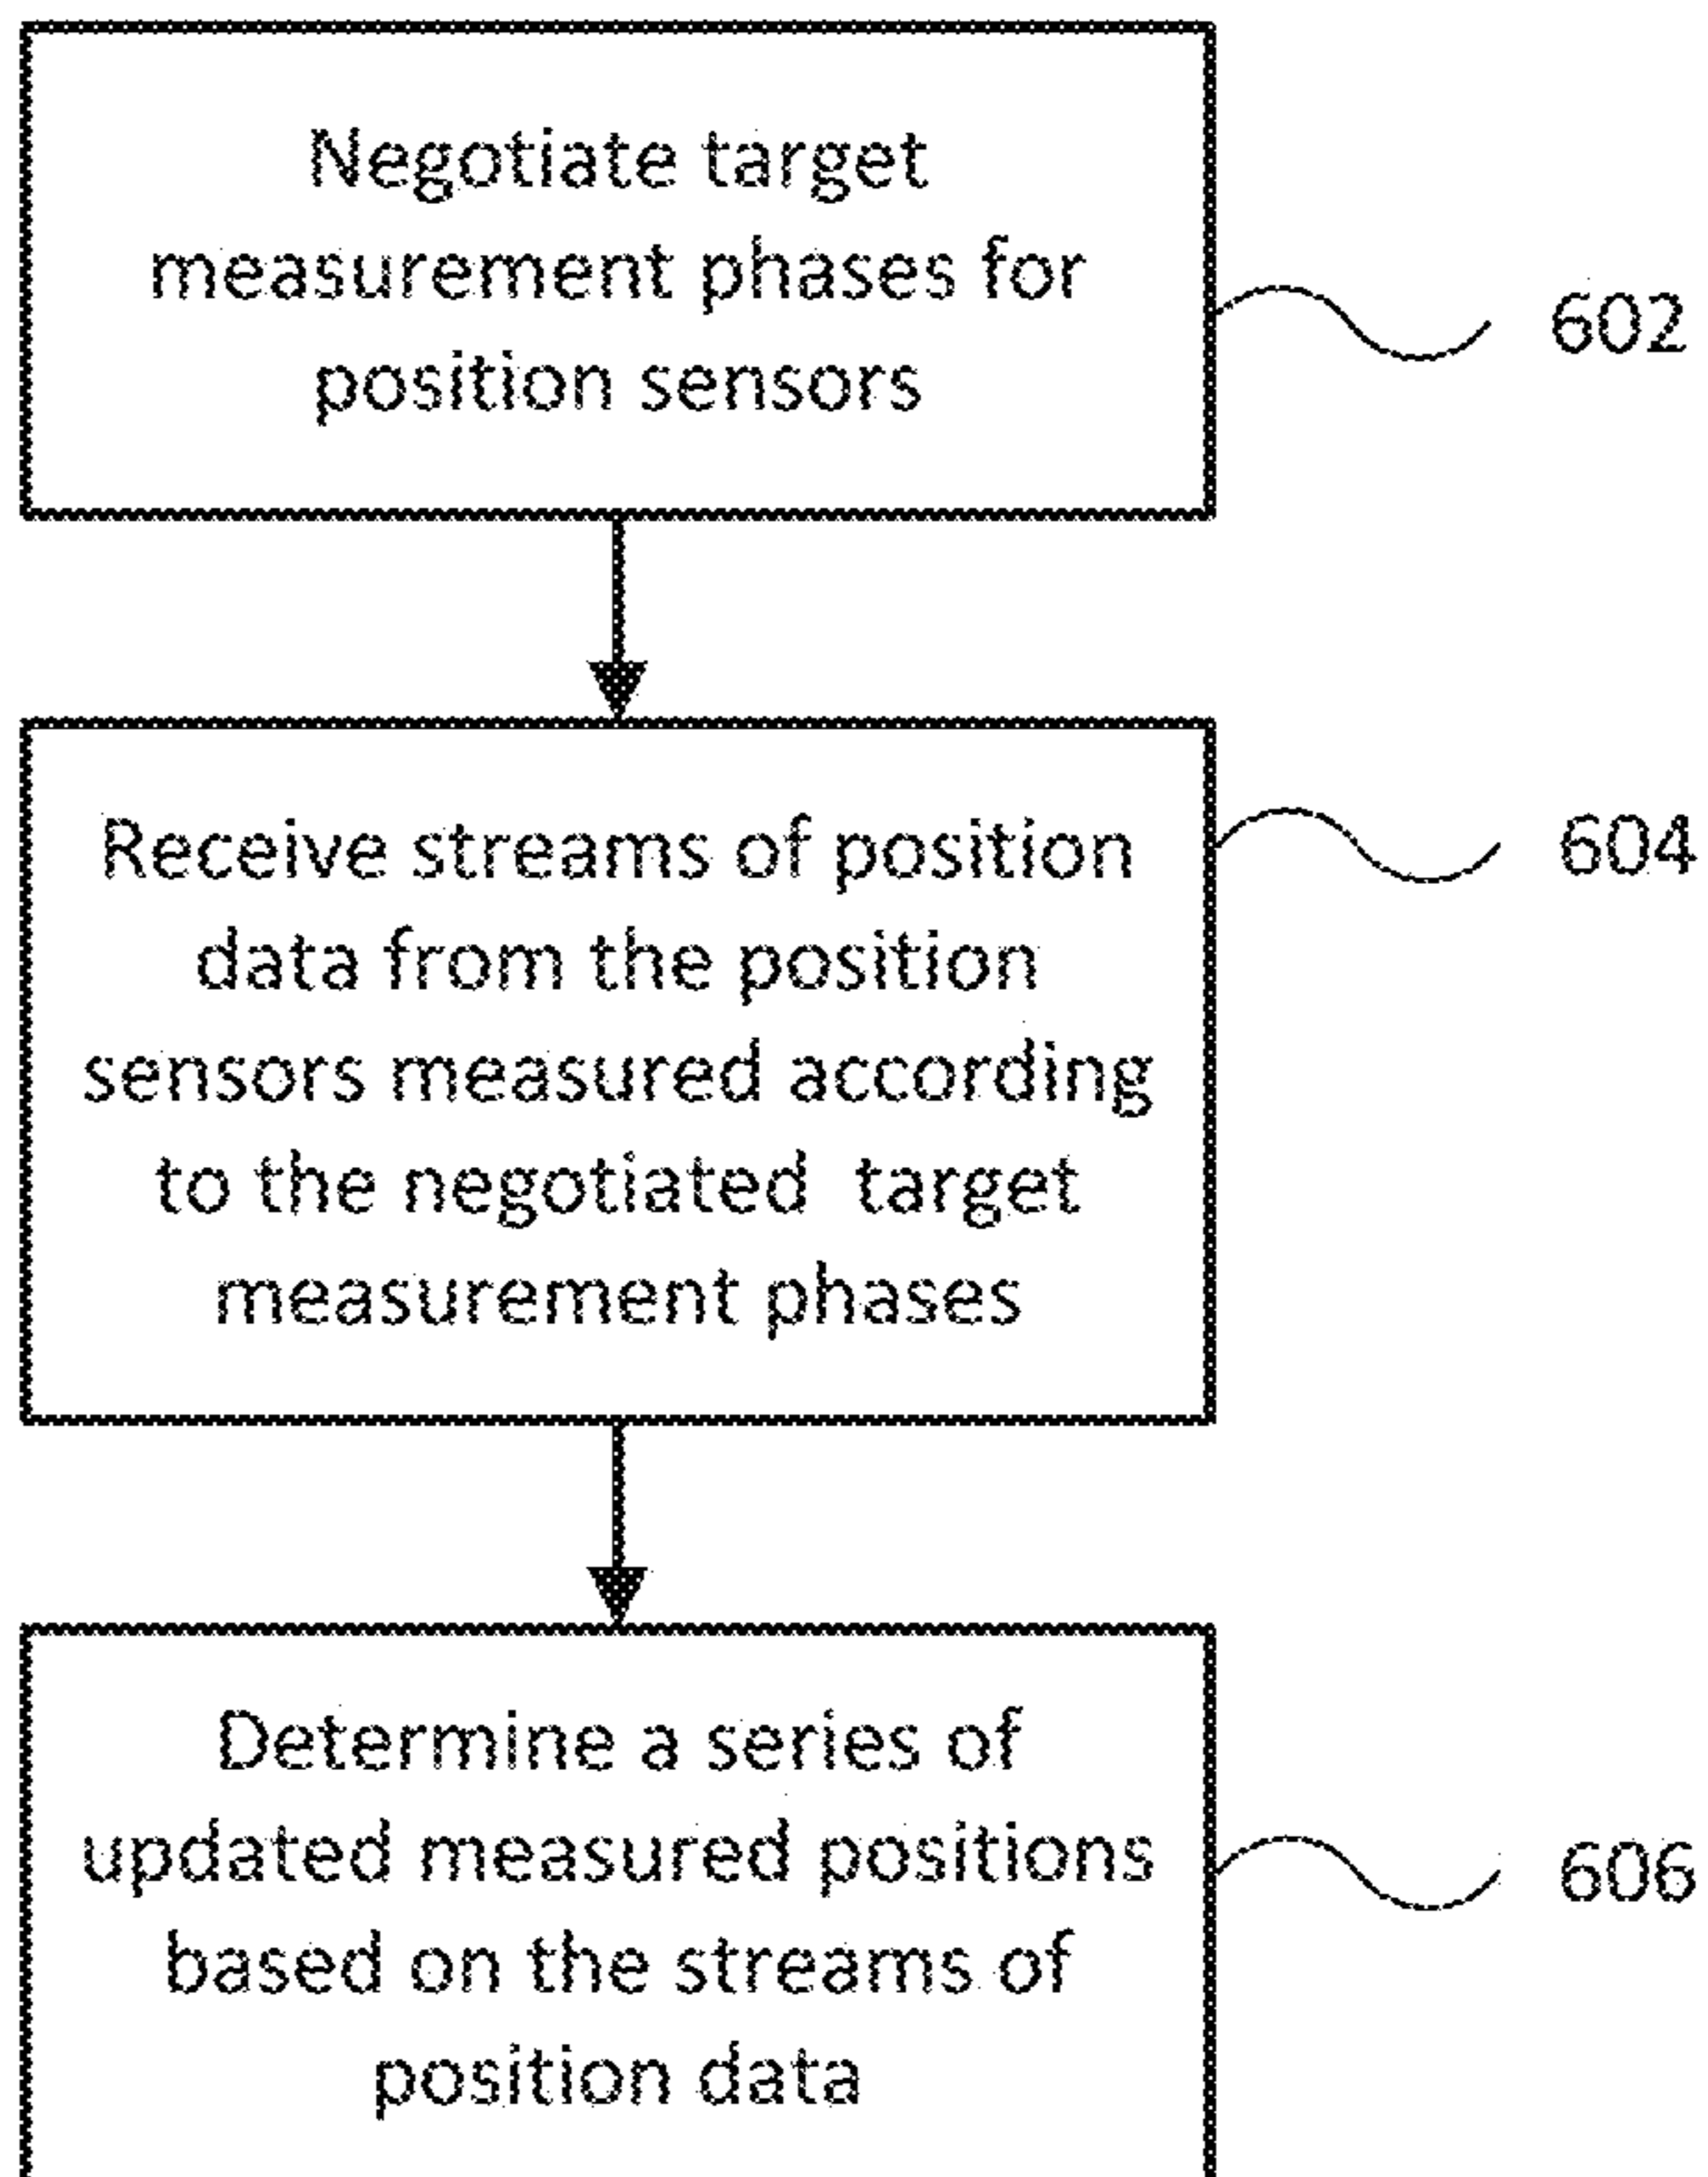 Negotiate target
measurement phases for
position sensors
602
Receive streams of position
data from the position
sensors measured according
to the negotiated target
measurement phases
604
Determine a series of
updated measured positions
based on the streams of
position data
606